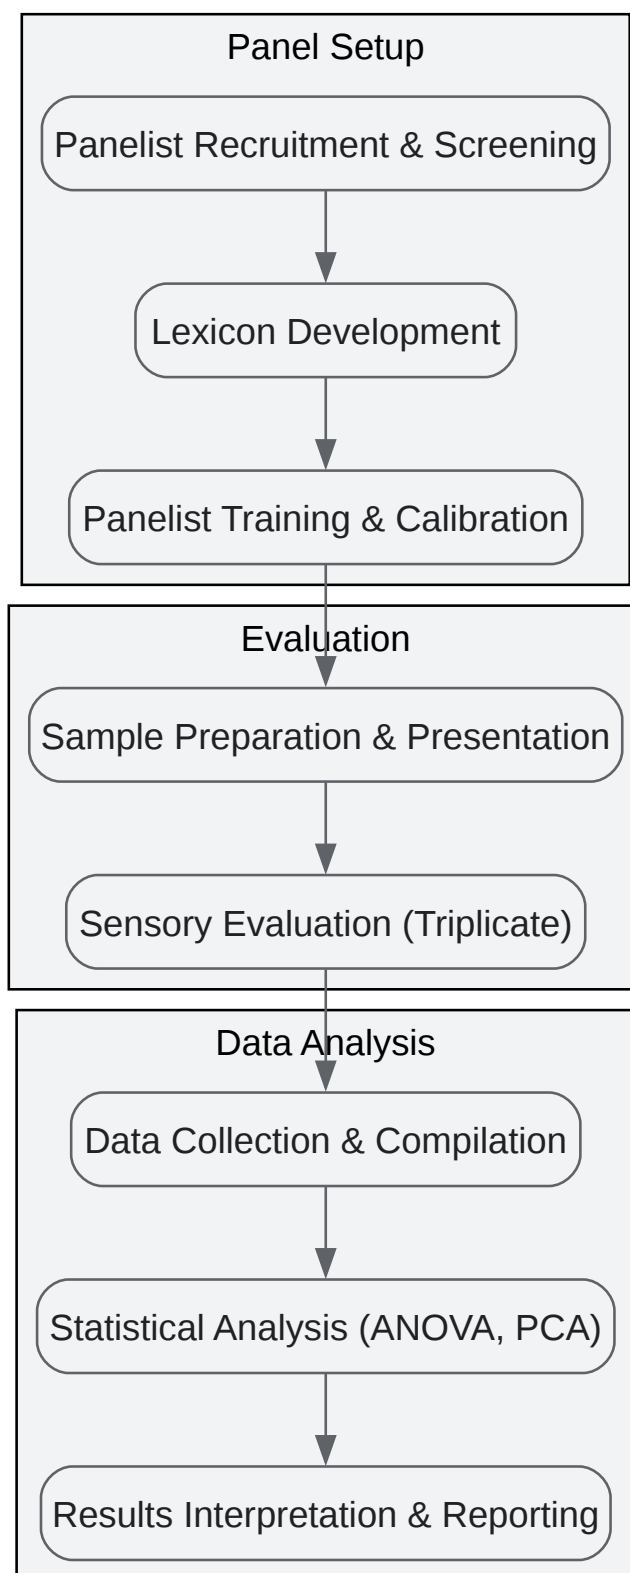 Panel Setup
Panelist Recruitment & Screening
Lexicon Development
Panelist Training & Calibration
Evaluation
Sample Preparation & Presentation
Sensory Evaluation (Triplicate)
Data Analysis
Data Collection & Compilation
Statistical Analysis (ANOVA, PCA)
Results Interpretation & Reporting